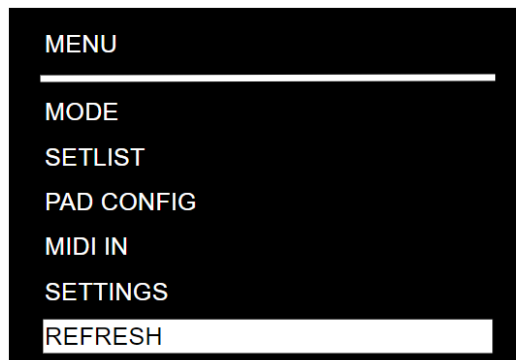 MENU
MODE
SETLIST
PAD CONFIG
MIDI IN
SETTINGS
REFRESH